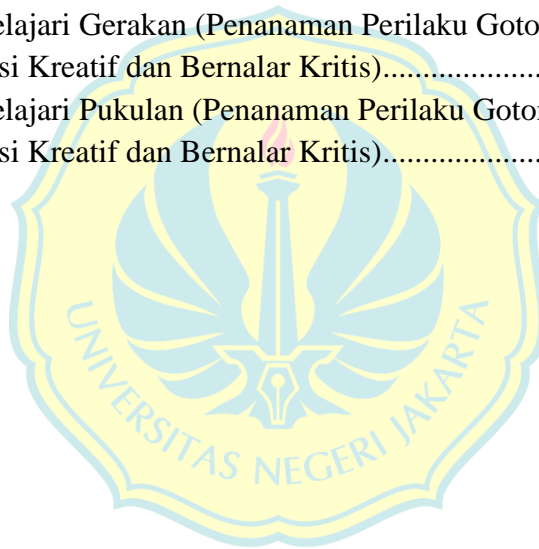 elajari Gerakan (Penanaman Perilaku Goto
si Kreatif dan Bernalar Kritis)....................
elajari Pukulan (Penanaman Perilaku Goto
si Kreatif dan Bernalar Kritis)....................
UNIVERSITAS NEGERI JAKARTA